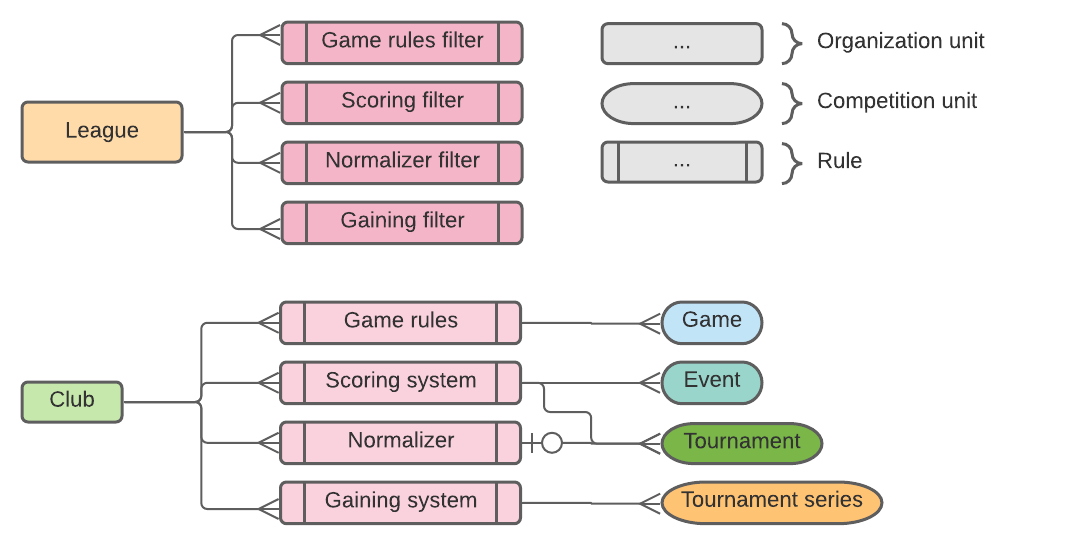 League
Game rules filter
Scoring filter
Normalizer filter
Gaining filter
...
Organization unit
...
Competition unit
...
Rule
Club
Game rules
Game
Scoring system
Event
Normalizer
Tournament
Gaining system
Tournament series